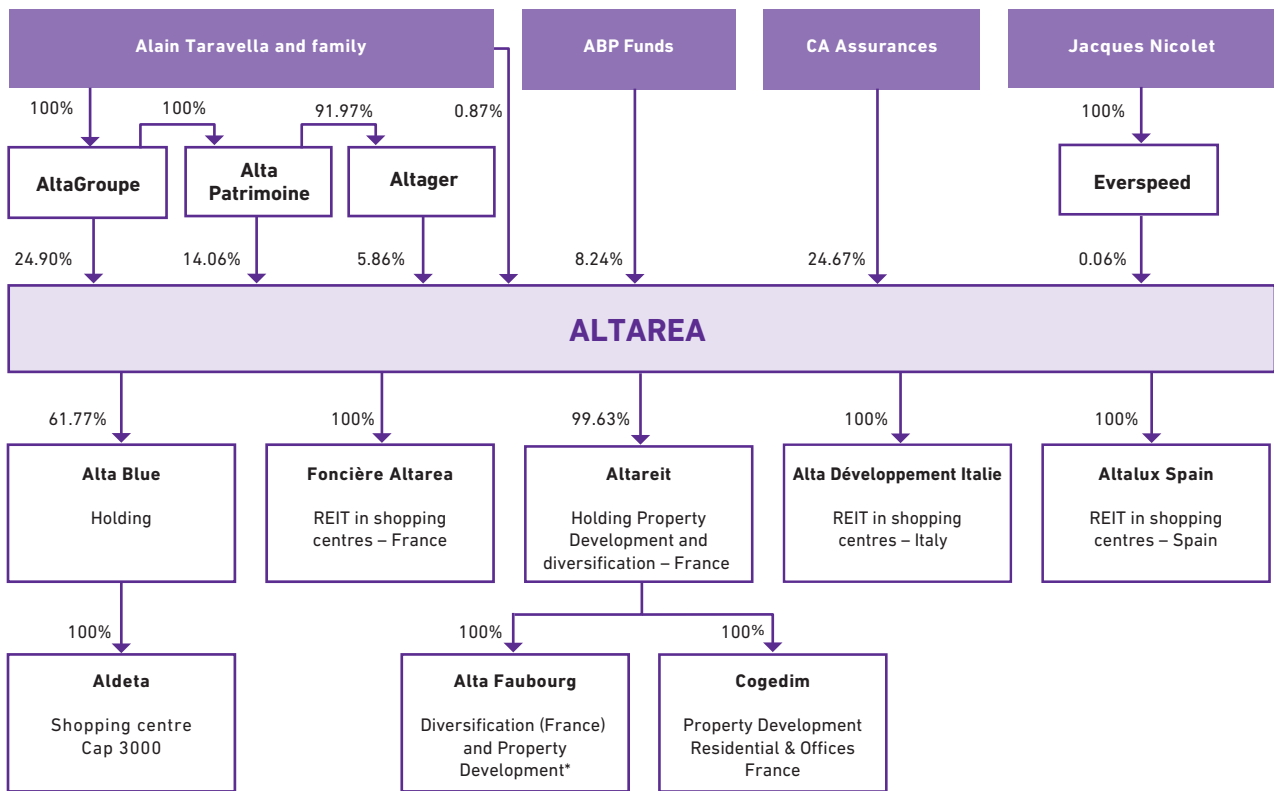 Alain Taravella and family
ABP Funds
CA Assurances
Jacques Nicolet
100%
100%
91.97%
0.87%
100%
AltaGroupe
Alta
Patrimoine
Altager
Everspeed
24.90%
14.06%
5.86%
8.24%
24.67%
0.06%
ALTAREA
61.77%
100%
99.63%
100%
100%
Alta Blue
Holding
Foncière Altarea
REIT in shopping
centres – France
Altareit
Holding Property
Development and
diversification – France
Alta Développement Italie
REIT in shopping
centres – Italy
Altalux Spain
REIT in shopping
centres – Spain
100%
100%
100%
Aldeta
Shopping centre
Cap 3000
Alta Faubourg
Diversification (France)
and Property
Development*
Cogedim
Property Development
Residential & Offices
France